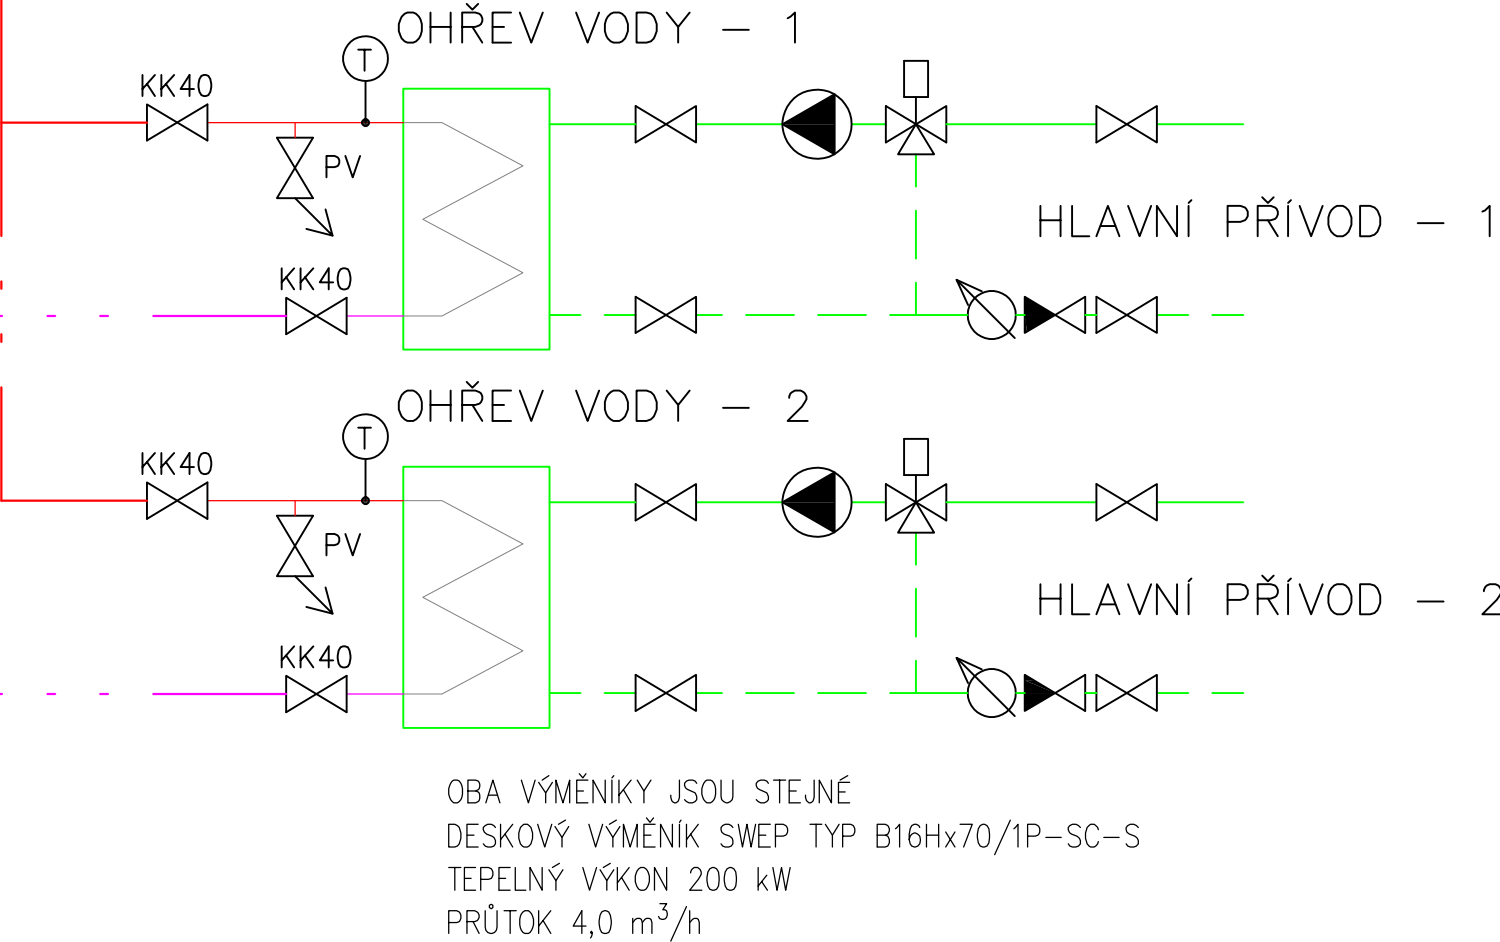 OHŘEV VODY – 1
T
KK40
PV
HLAVNÍ PŘÍVOD – 1
KK40
OHŘEV VODY – 2
T
KK40
PV
HLAVNÍ PŘÍVOD – 2
KK40
OBA VÝMĚNÍKY JSOU STEJNÉ
DESKOVÝ VÝMĚNÍK SWEP TYP B16Hx70/1P–SC–S
TEPELNÝ VÝKON 200 kW
PRŮTOK 4,0 m³/h